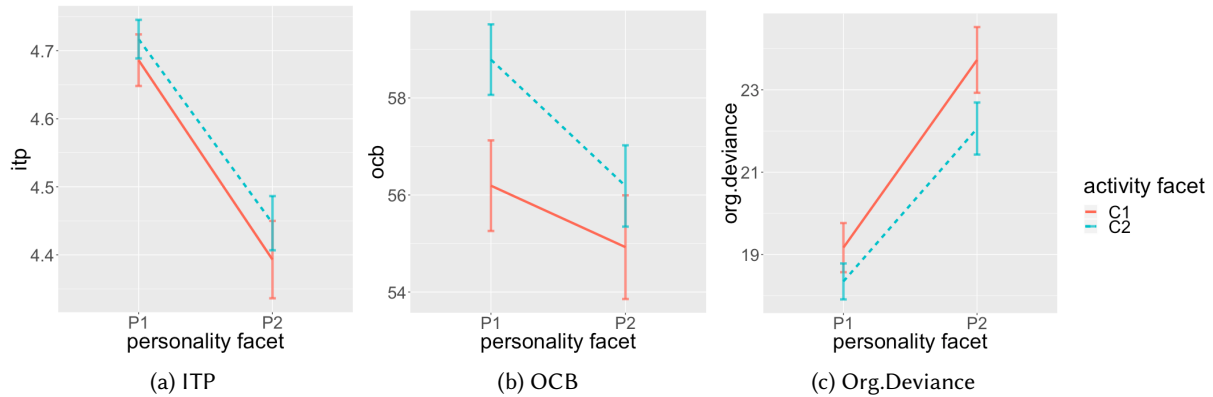 itp
4.7
4.6
4.5
4.4
P1
P2
personality facet
(a) ITP
ocb
58
56
54
P1
P2
personality facet
(b) OCB
org.deviance
23
21
19
P1
P2
personality facet
(c) Org.Deviance
activity facet
C1
C2